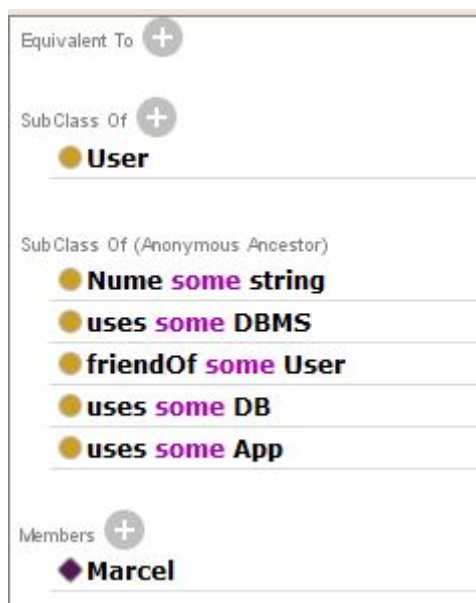 Equivalent To
SubClass Of
User
SubClass Of (Anonymous Ancestor)
Nume some string
uses some DBMS
friendOf some User
uses some DB
uses some App
Members
Marcel